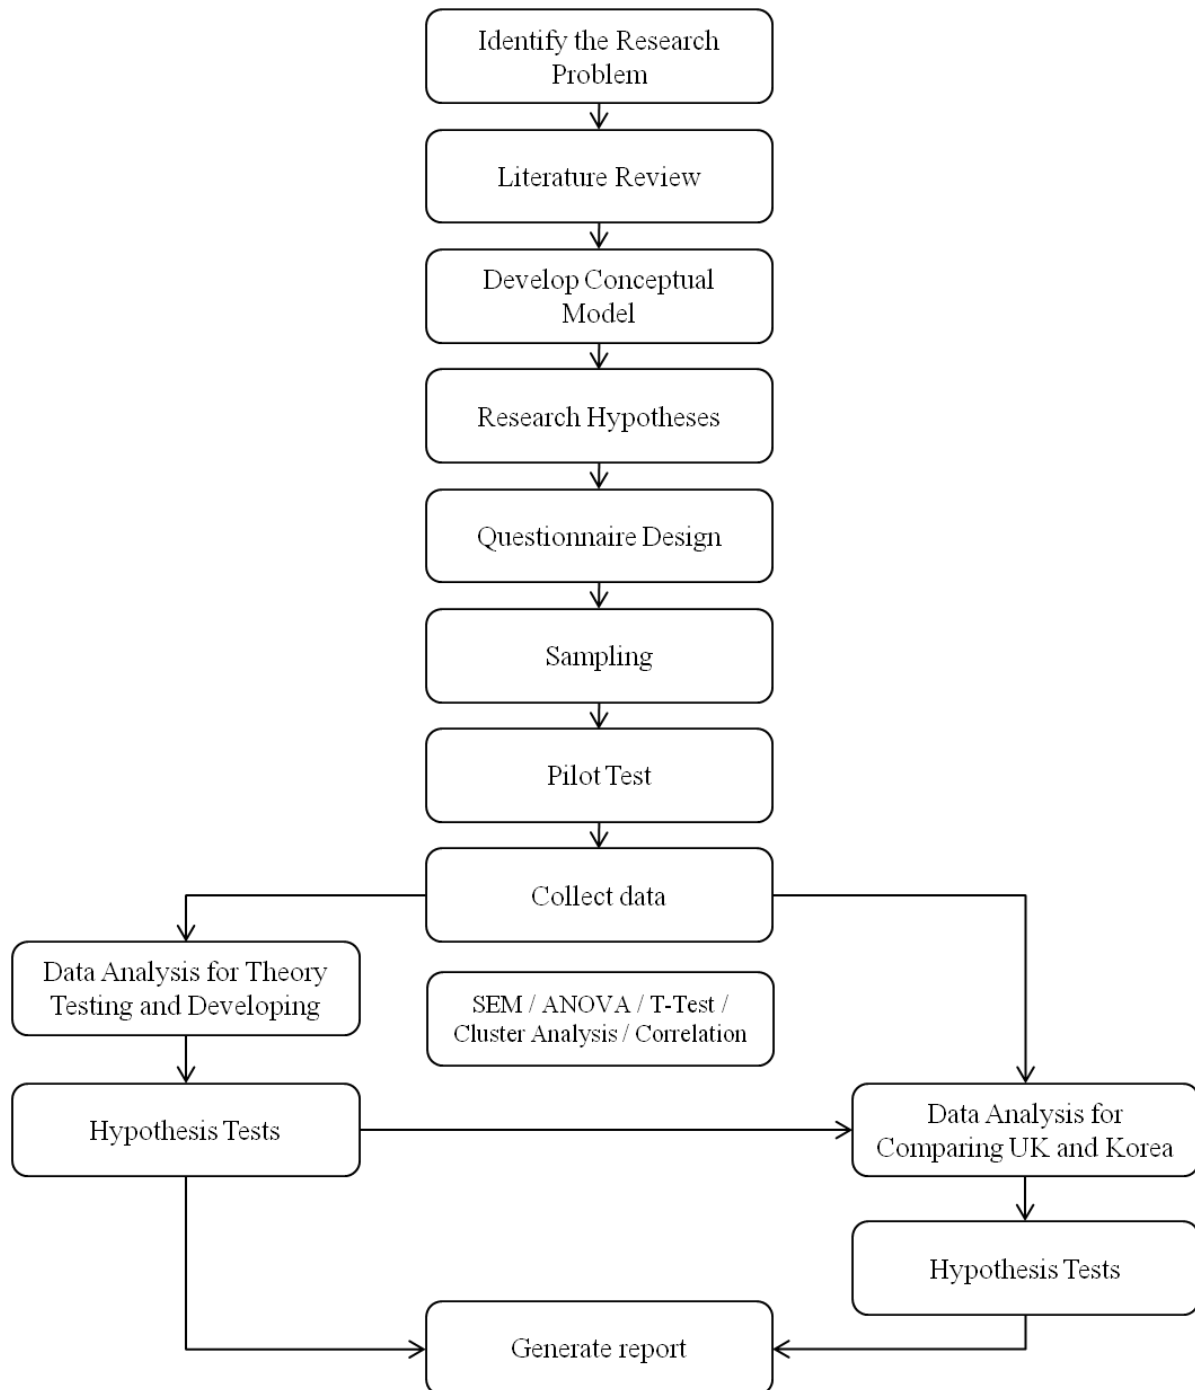 Identify the Research
Problem
Literature Review
Develop Conceptual
Model
Research Hypotheses
Questionnaire Design
Sampling
Pilot Test
Collect data
Data Analysis for Theory
Testing and Developing
SEM / ANOVA / T-Test /
Cluster Analysis / Correlation
Hypothesis Tests
Data Analysis for
Comparing UK and Korea
Hypothesis Tests
Generate report